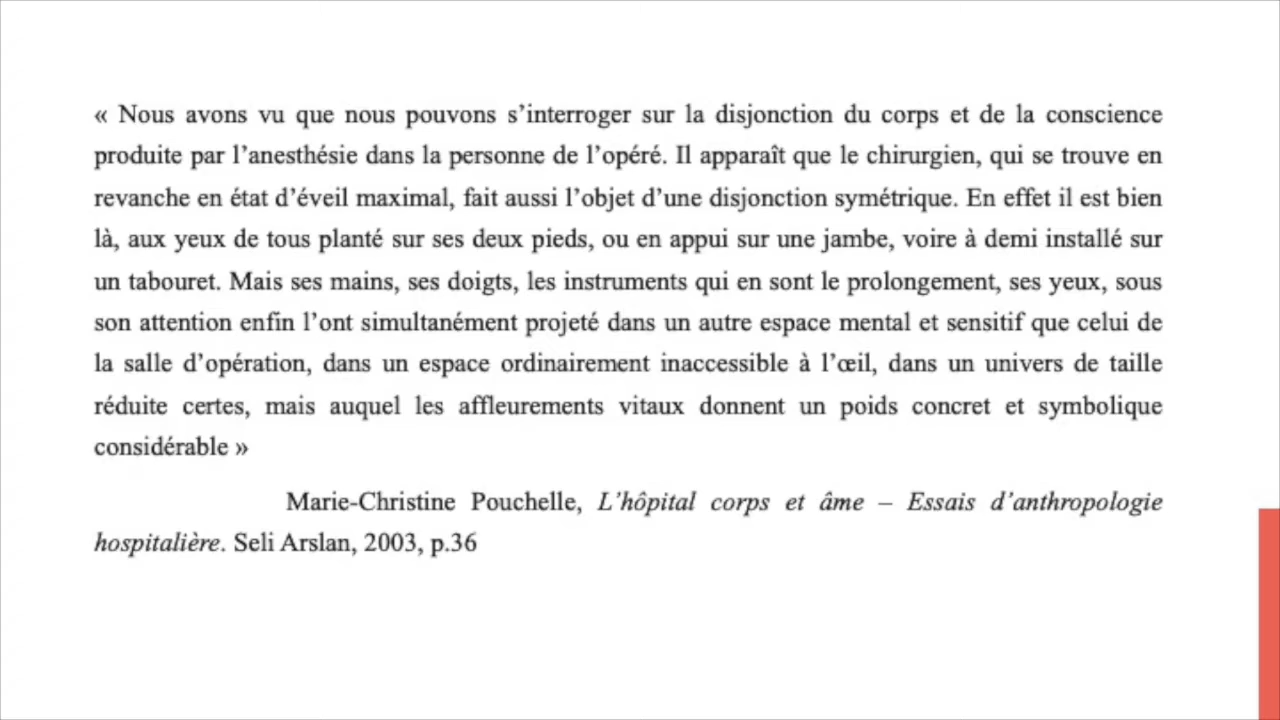 « Nous avons vu que nous pouvons s’interroger sur la disjonction du corps et de la conscience
produite par l’anesthésie dans la personne de l’opéré. Il apparaît que le chirurgien, qui se trouve en
revanche en état d’éveil maximal, fait aussi l’objet d’une disjonction symétrique. En effet il est bien
là, aux yeux de tous planté sur ses deux pieds, ou en appui sur une jambe, voire à demi installé sur
un tabouret. Mais ses mains, ses doigts, les instruments qui en sont le prolongement, ses yeux, sous
son attention enfin l’ont simultanément projeté dans un autre espace mental et sensitif que celui de
la salle d’opération, dans un espace ordinairement inaccessible à l’œil, dans un univers de taille
réduite certes, mais auquel les affleurements vitaux donnent un poids concret et symbolique
considérable »
Marie-Christine Pouchelle, L’hôpital corps et âme – Essais d’anthropologie
hospitalière. Seli Arslan, 2003, p.36